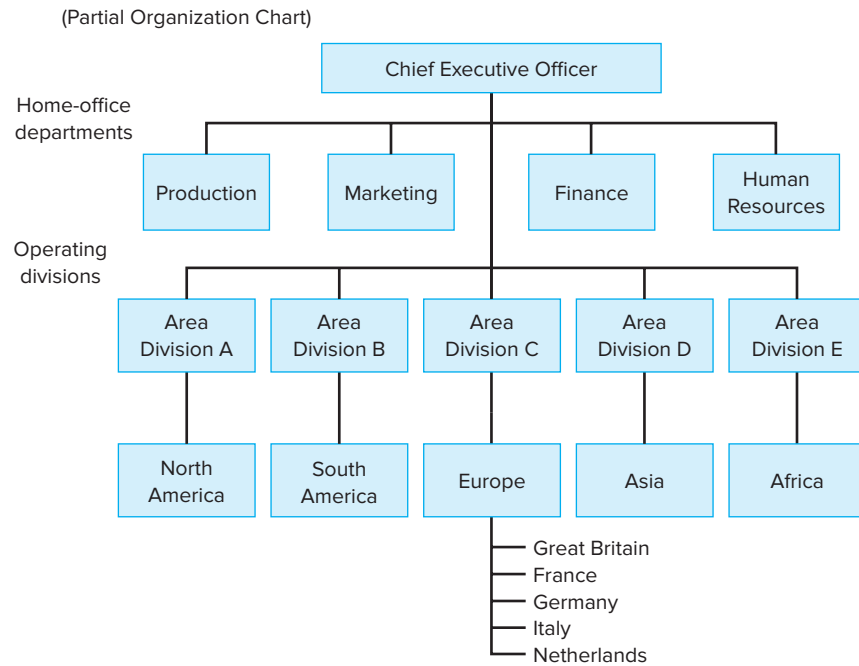 (Partial Organization Chart)
Chief Executive Officer
Home-office
departments
Production
Marketing
Finance
Human
Resources
Operating
divisions
Area
Division A
Area
Division B
Area
Division C
Area
Division D
Area
Division E
North
America
South
America
Europe
Asia
Africa
Great Britain
France
Germany
Italy
Netherlands